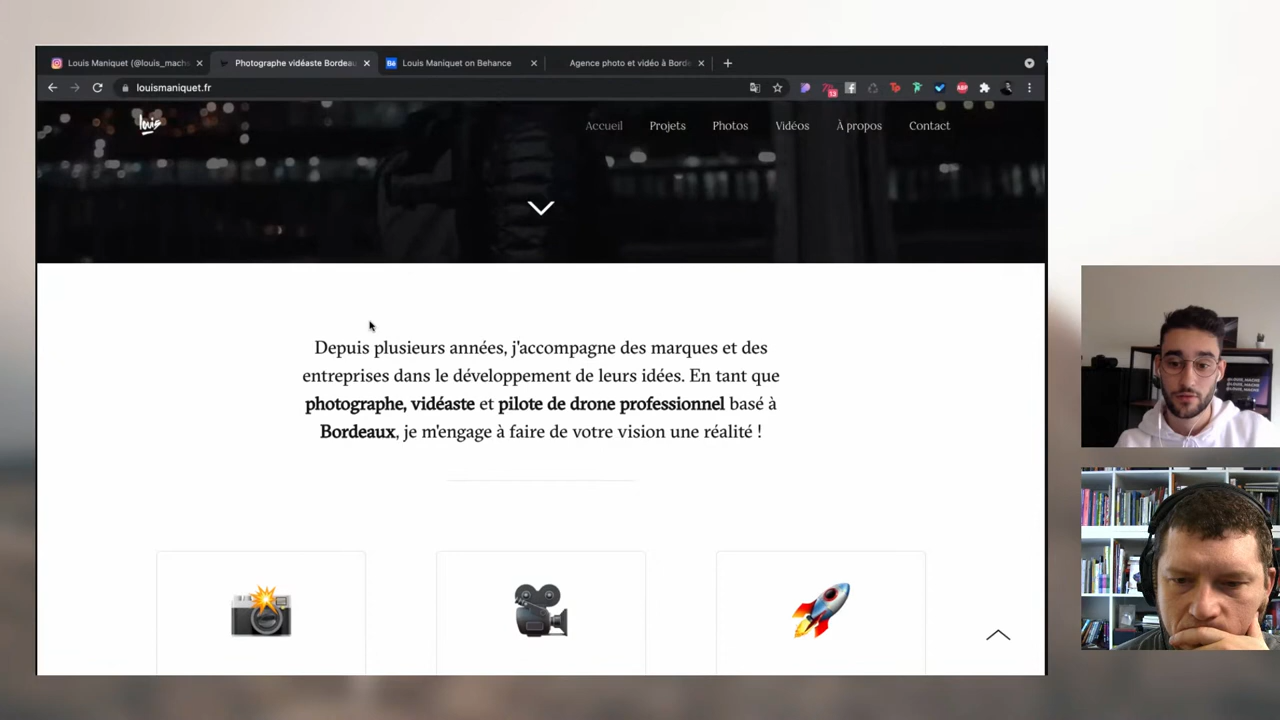 Louis Maniquet (@louis_mach
Photographe vidéaste Bordeau
Louis Maniquet on Behance
Agence photo et vidéo à Borde
louismaniquet.fr
13
ABP
louis
Accueil
Projets
Photos
Vidéos
À propos
Contact
Depuis plusieurs années, j'accompagne des marques et des
entreprises dans le développement de leurs idées. En tant que
photographe, vidéaste et pilote de drone professionnel basé à
Bordeaux, je m'engage à faire de votre vision une réalité !